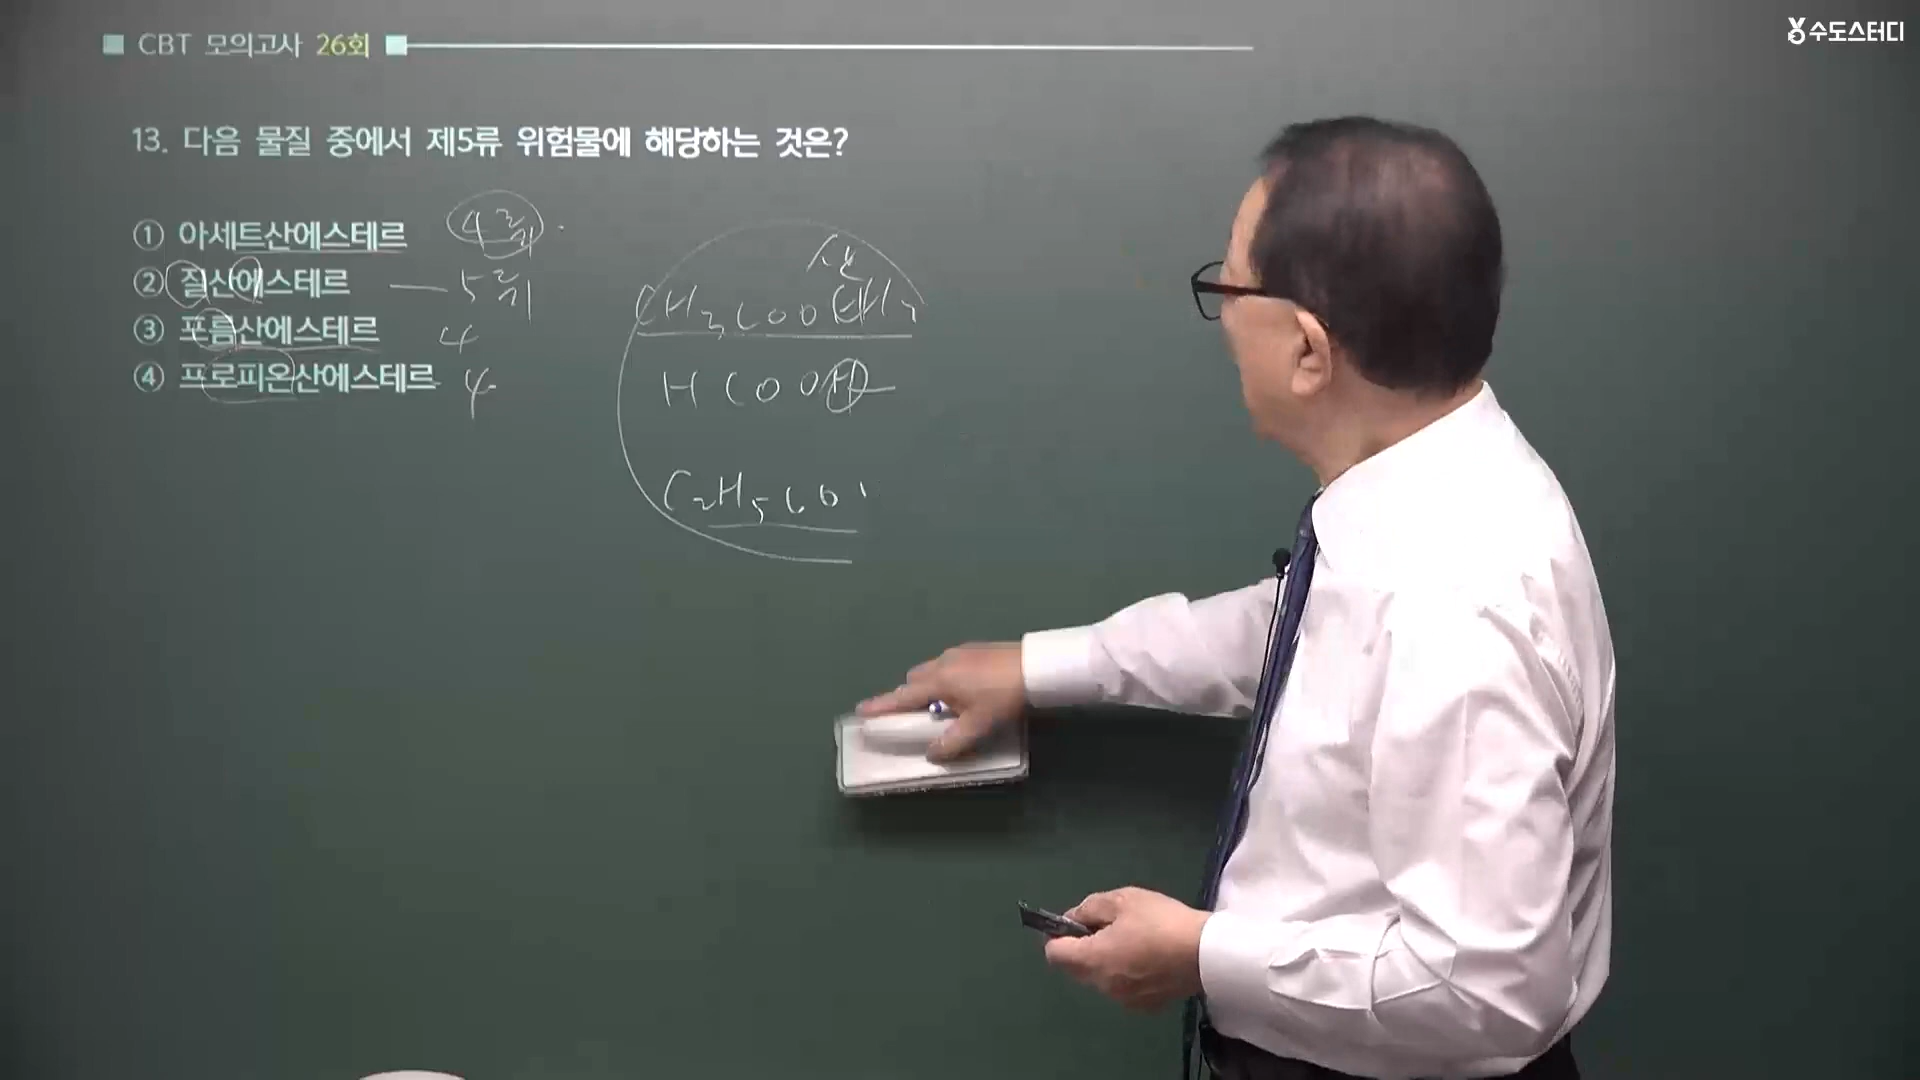 CBT 모의고사 26회
수도스터디
13. 다음 물질 중에서 제5류 위험물에 해당하는 것은?
① 아세트산에스테르 4류
② 질산에스테르 — 5류
③ 포름산에스테르 4
④ 프로피온산에스테르 4
산
CH3COO
HCOO
C2H5CO